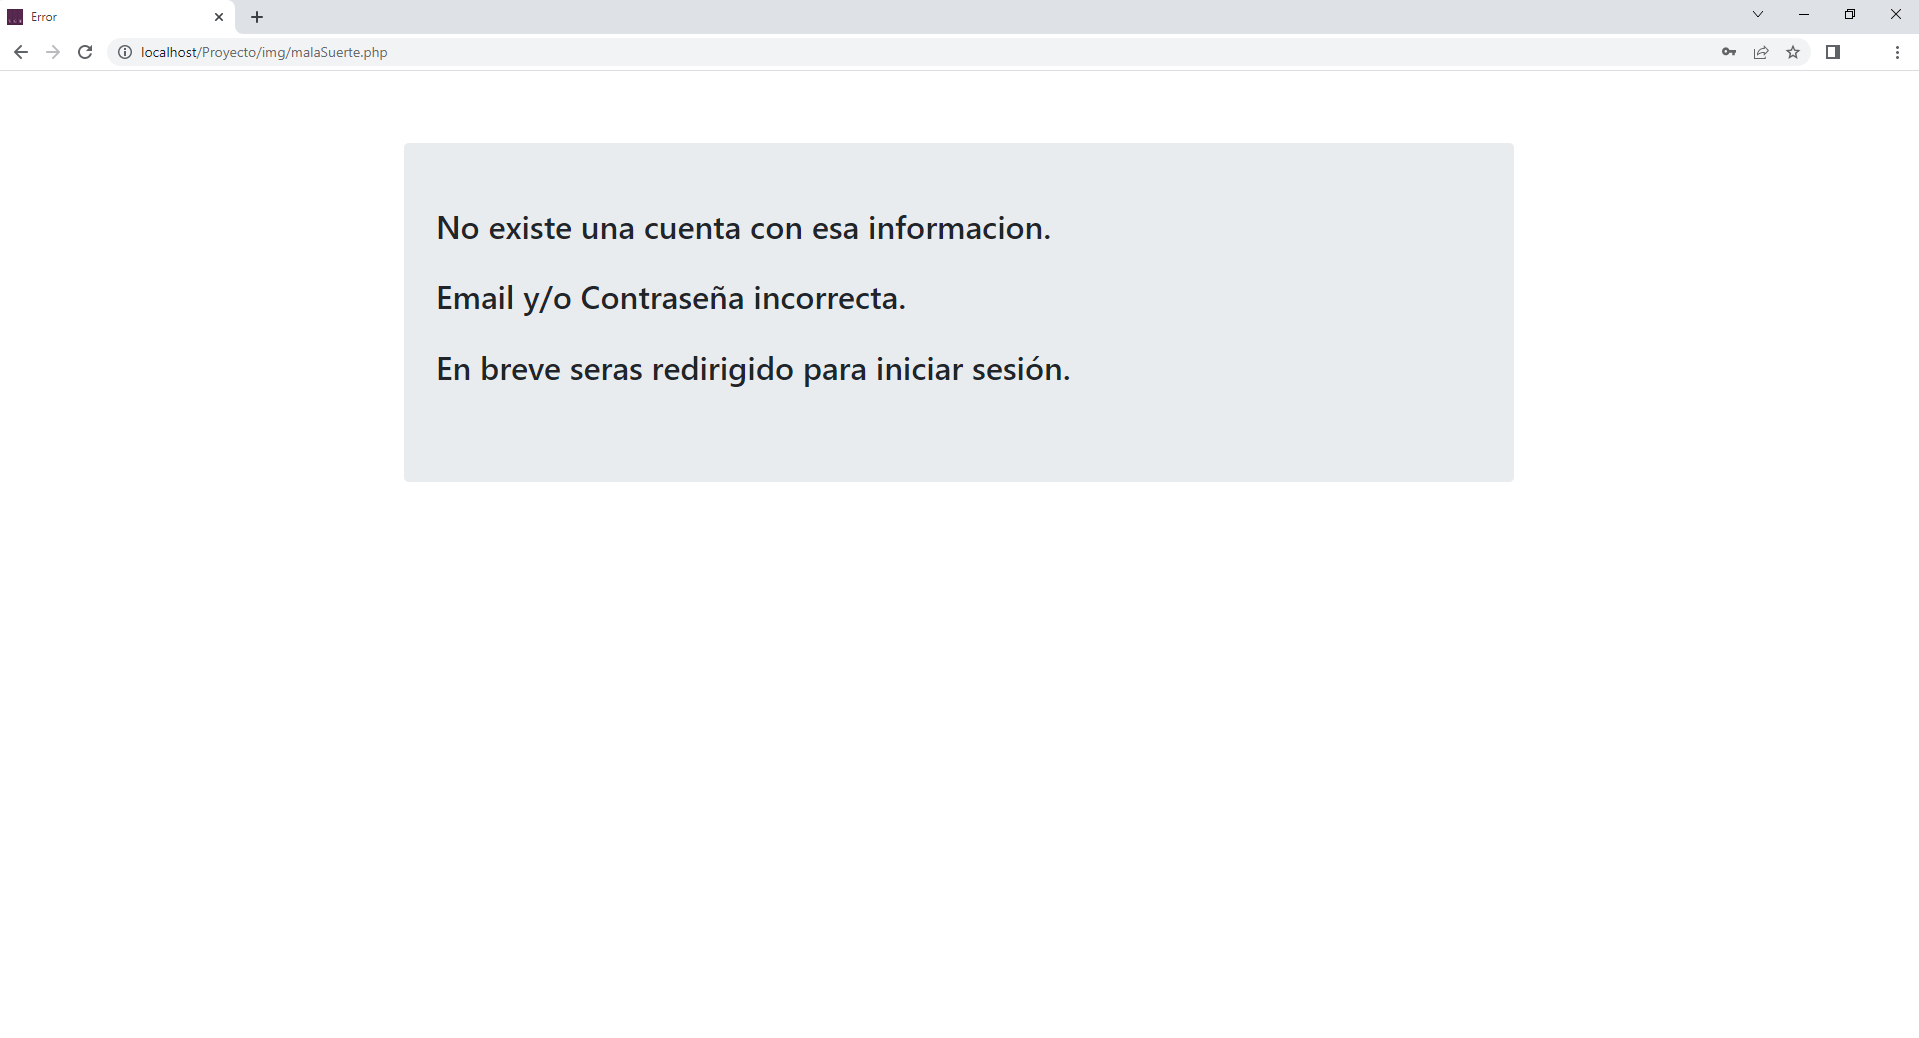 Error
localhost/Proyecto/img/malaSuerte.php
No existe una cuenta con esa informacion.
Email y/o Contraseña incorrecta.
En breve seras redirigido para iniciar sesión.